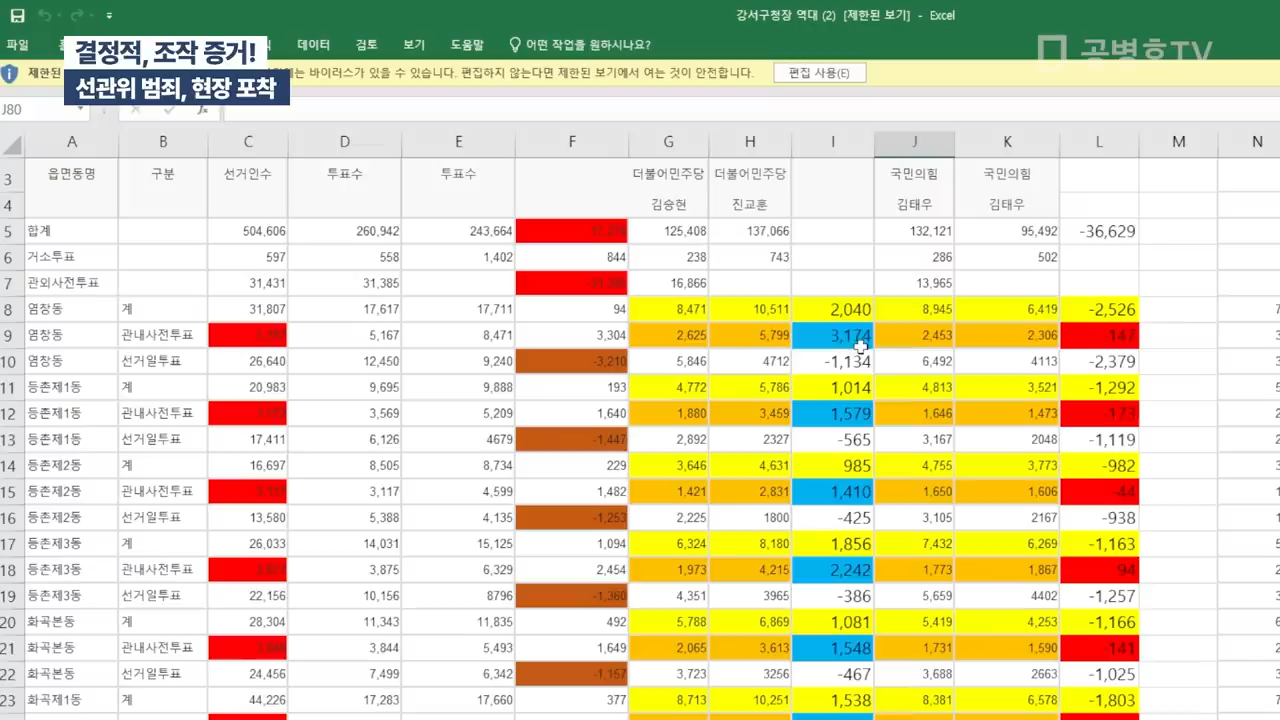 강서구청장 역대 (2) [제한된 보기] - Excel
파일 데이터 검토 보기 도움말 어떤 작업을 원하시나요?
결정적, 조작 증거!
선관위 범죄, 현장 포착
공병호TV
제한된 는 바이러스가 있을 수 있습니다. 편집하지 않는다면 제한된 보기에서 여는 것이 안전합니다. 편집 사용(E)
J80 fx
A B C D E F G H I J K L M N
3 읍면동명 구분 선거인수 투표수 투표수 더불어민주당 더불어민주당 국민의힘 국민의힘
4 김승현 진교훈 김태우 김태우
5 합계 504,606 260,942 243,664 125,408 137,066 132,121 95,492 -36,629
6 거소투표 597 558 1,402 844 238 743 286 502
7 관외사전투표 31,431 31,385 16,866 13,965
8 염창동 계 31,807 17,617 17,711 94 8,471 10,511 2,040 8,945 6,419 -2,526
9 염창동 관내사전투표 5,167 8,471 3,304 2,625 5,799 3,174 2,453 2,306 147
10 염창동 선거일투표 26,640 12,450 9,240 -3,210 5,846 4712 -1,134 6,492 4113 -2,379
11 등촌제1동 계 20,983 9,695 9,888 193 4,772 5,786 1,014 4,813 3,521 -1,292
12 등촌제1동 관내사전투표 3,569 5,209 1,640 1,880 3,459 1,579 1,646 1,473 173
13 등촌제1동 선거일투표 17,411 6,126 4679 -1,447 2,892 2327 -565 3,167 2048 -1,119
14 등촌제2동 계 16,697 8,505 8,734 229 3,646 4,631 985 4,755 3,773 -982
15 등촌제2동 관내사전투표 3,117 4,599 1,482 1,421 2,831 1,410 1,650 1,606 -44
16 등촌제2동 선거일투표 13,580 5,388 4,135 -1,253 2,225 1800 -425 3,105 2167 -938
17 등촌제3동 계 26,033 14,031 15,125 1,094 6,324 8,180 1,856 7,432 6,269 -1,163
18 등촌제3동 관내사전투표 3,875 6,329 2,454 1,973 4,215 2,242 1,773 1,867 94
19 등촌제3동 선거일투표 22,156 10,156 8796 -1,360 4,351 3965 -386 5,659 4402 -1,257
20 화곡본동 계 28,304 11,343 11,835 492 5,788 6,869 1,081 5,419 4,253 -1,166
21 화곡본동 관내사전투표 3,844 5,493 1,649 2,065 3,613 1,548 1,731 1,590 141
22 화곡본동 선거일투표 24,456 7,499 6,342 -1,157 3,723 3256 -467 3,688 2663 -1,025
23 화곡제1동 계 44,226 17,283 17,660 377 8,713 10,251 1,538 8,381 6,578 -1,803